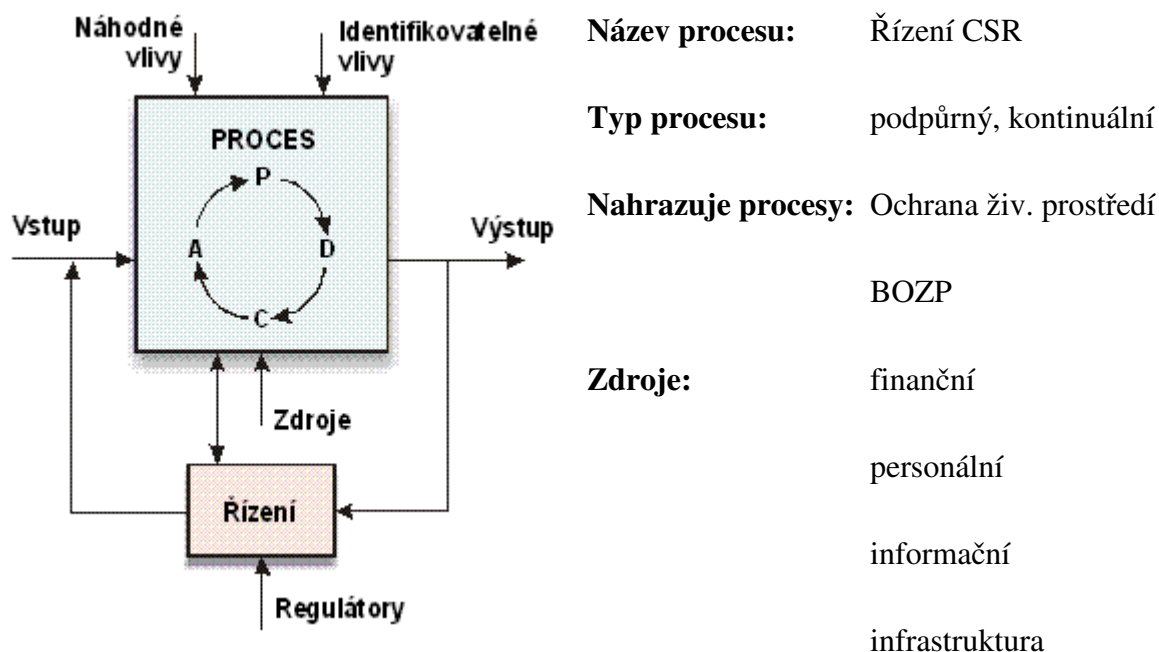 Náhodné
vlivy
Identifikovatelné
vlivy
PROCES
P
Vstup
A
D
Výstup
C
Zdroje
Řízení
Regulátory
Název procesu: Řízení CSR
Typ procesu: podpůrný, kontinuální
Nahrazuje procesy: Ochrana živ. prostředí
BOZP
Zdroje: finanční
personální
informační
infrastruktura